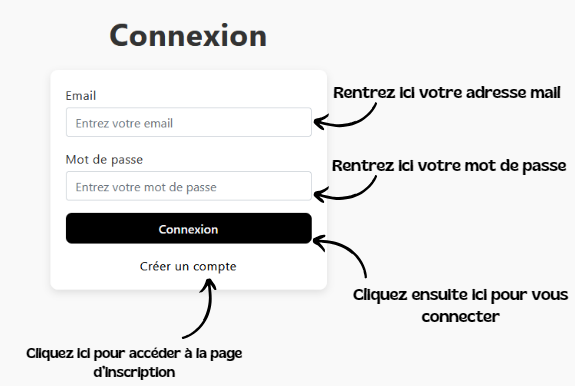 Connexion
Email
Rentrez ici votre adresse mail
Entrez votre email
Mot de passe
Rentrez ici votre mot de passe
Entrez votre mot de passe
Connexion
Créer un compte
Cliquez ensuite ici pour vous
connecter
Cliquez ici pour accéder à la page
d'inscription